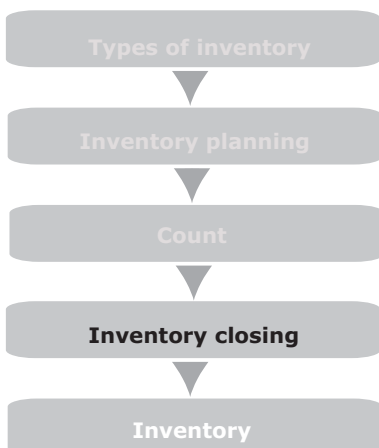 Types of inventory
Inventory planning
Count
Inventory closing
Inventory